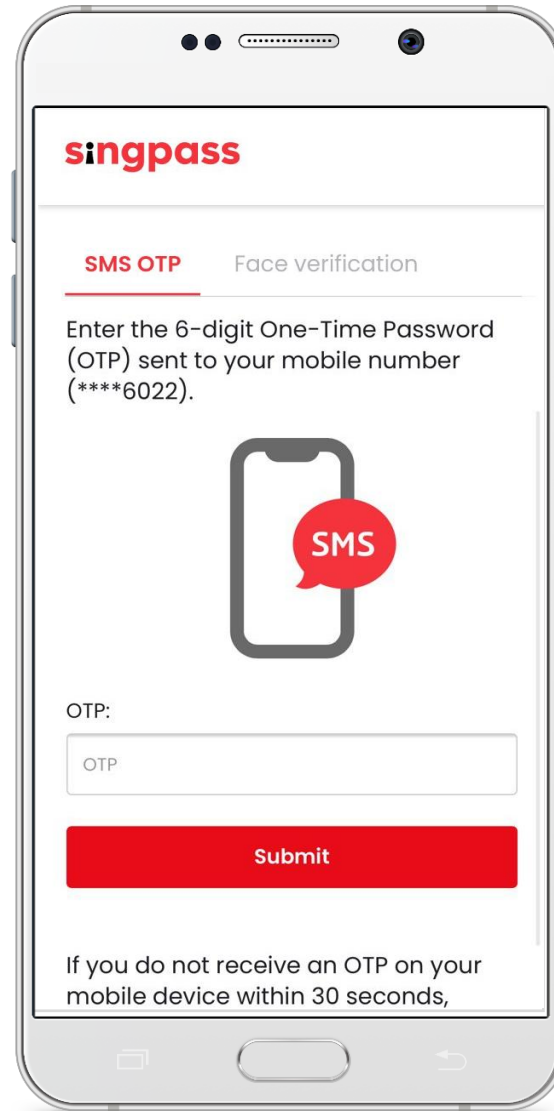 singpass
SMS OTP Face verification
Enter the 6-digit One-Time Password
(OTP) sent to your mobile number
(****6022).
SMS
OTP:
OTP
Submit
If you do not receive an OTP on your
mobile device within 30 seconds,